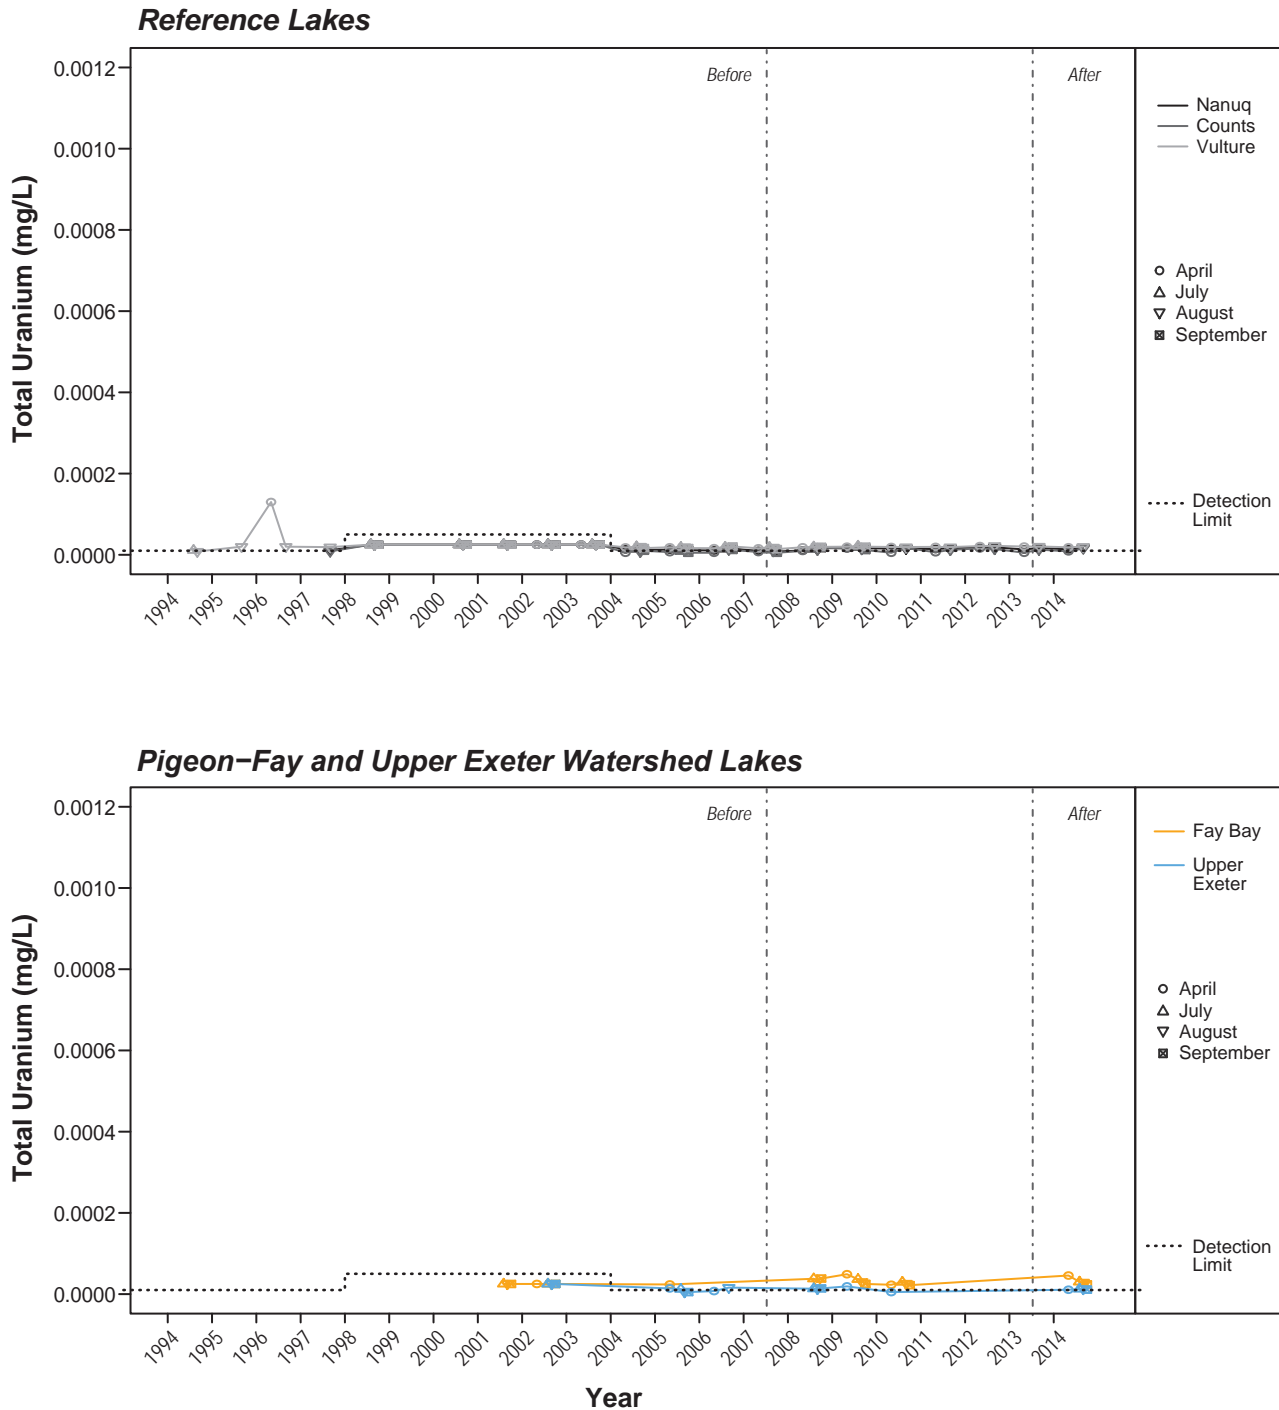 Reference Lakes
Total Uranium (mg/L)
0.0012
0.0010
0.0008
0.0006
0.0004
0.0002
0.0000
Before
After
Nanuq
Counts
Vulture
April
July
August
September
Detection
Limit
1994
1995
1996
1997
1998
1999
2000
2001
2002
2003
2004
2005
2006
2007
2008
2009
2010
2011
2012
2013
2014
Pigeon−Fay and Upper Exeter Watershed Lakes
Total Uranium (mg/L)
0.0012
0.0010
0.0008
0.0006
0.0004
0.0002
0.0000
Before
After
Fay Bay
Upper
Exeter
April
July
August
September
Detection
Limit
1994
1995
1996
1997
1998
1999
2000
2001
2002
2003
2004
2005
2006
2007
2008
2009
2010
2011
2012
2013
2014
Year